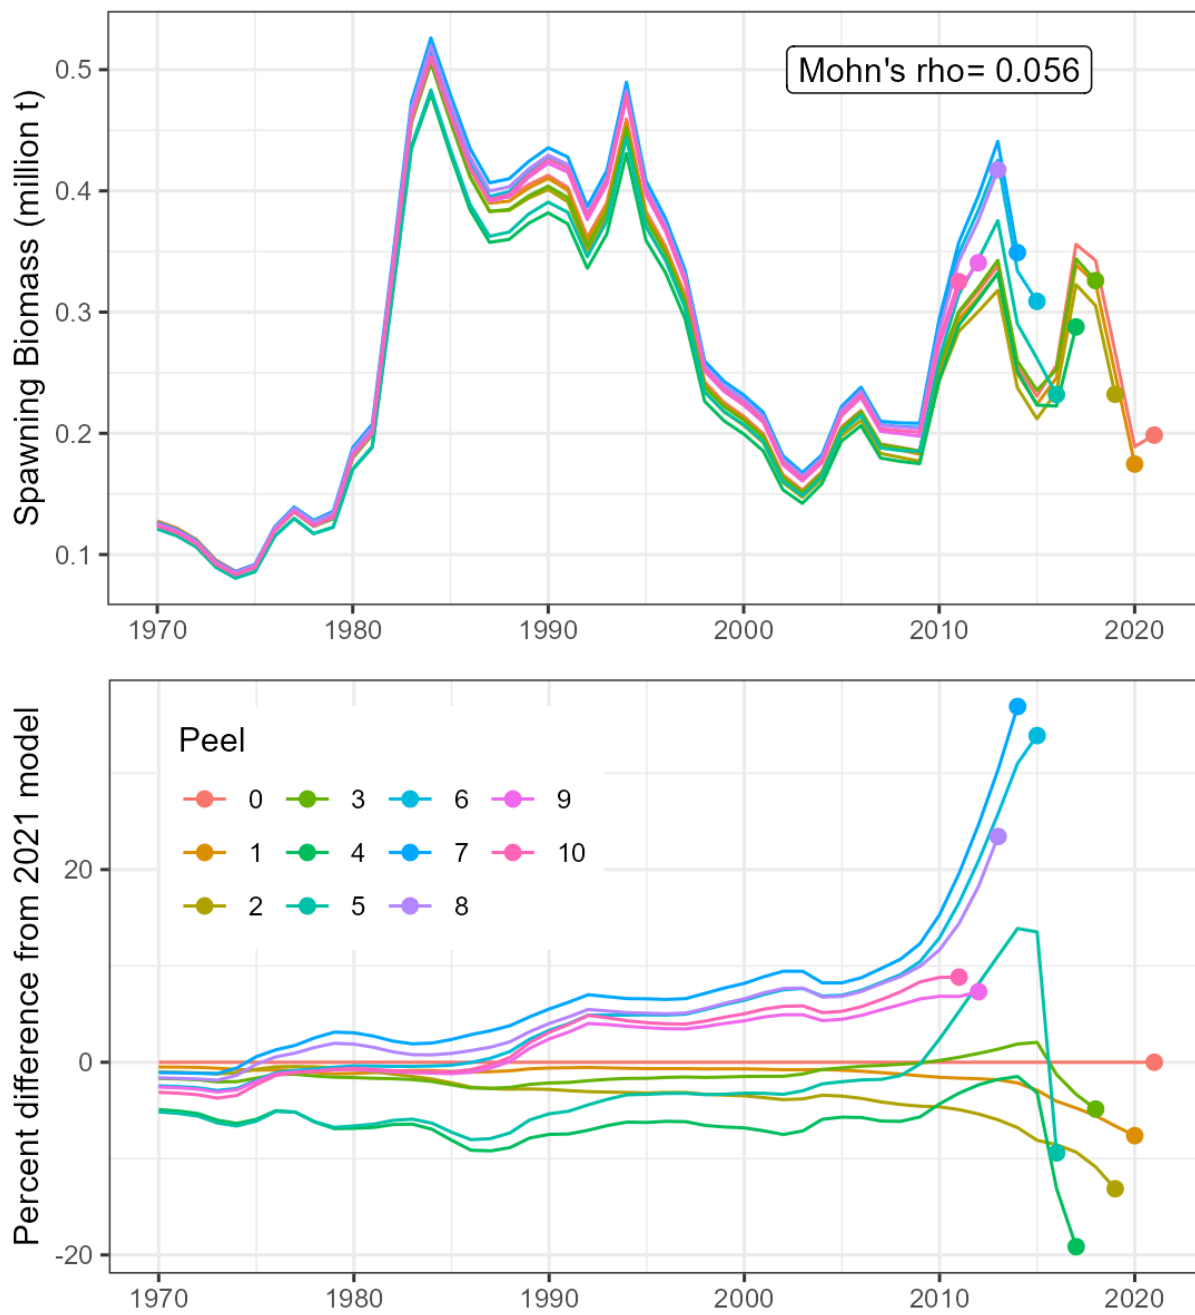 Spawning Biomass (million t)
0.5
0.4
0.3
0.2
0.1
Mohn's rho= 0.056
1970 1980 1990 2000 2010 2020
Percent difference from 2021 model
20
0
-20
Peel
0 3 6 9
1 4 7 10
2 5 8
1970 1980 1990 2000 2010 2020